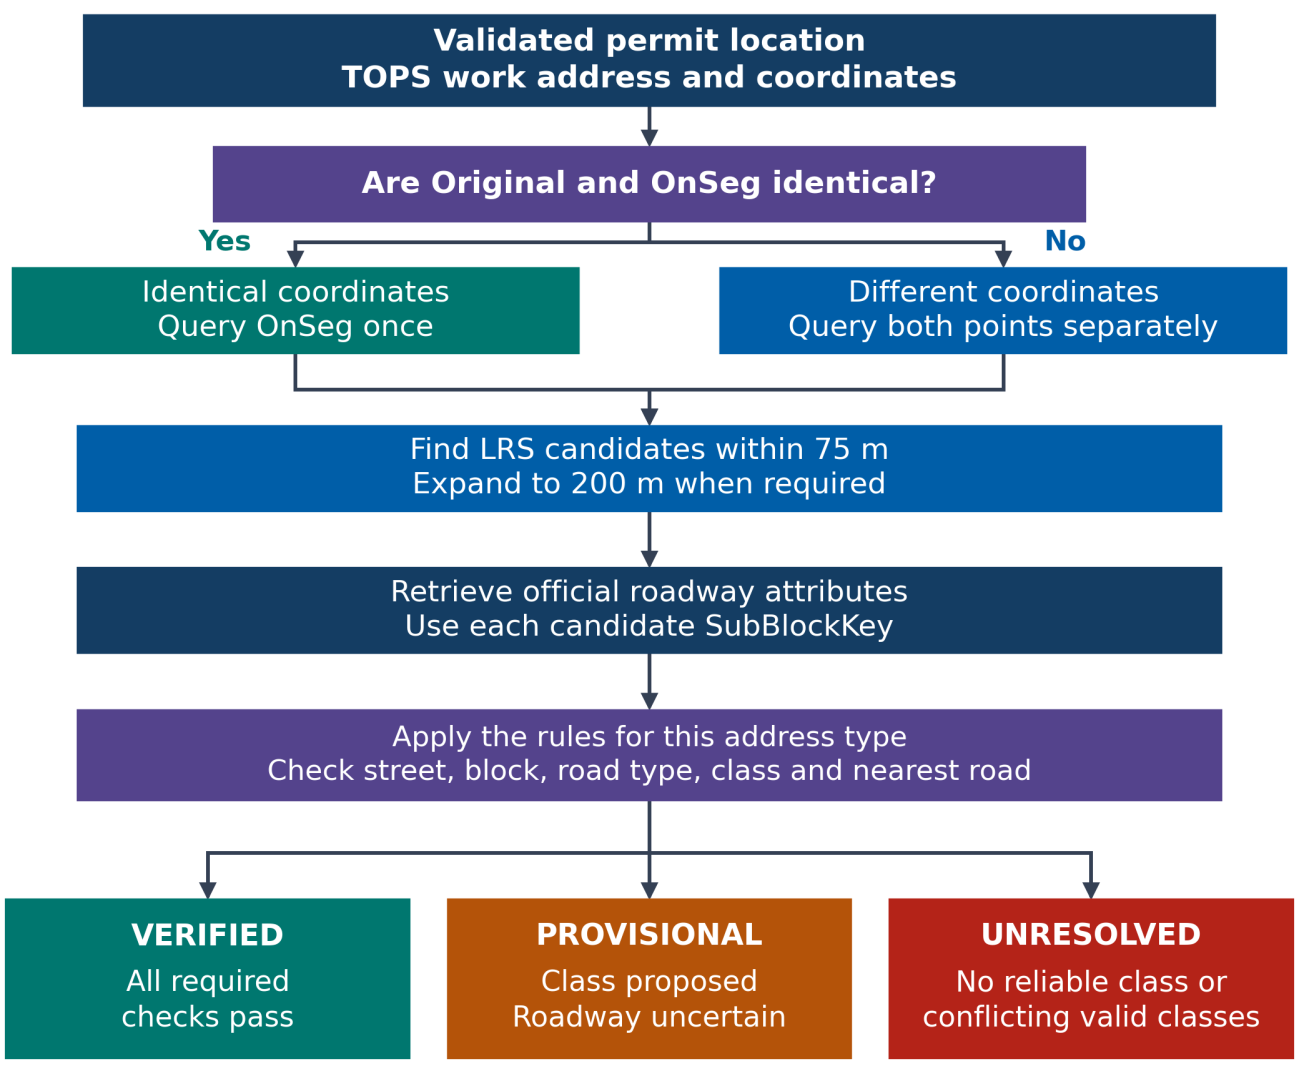 Validated permit location
TOPS work address and coordinates
Are Original and OnSeg identical?
Yes
No
Identical coordinates
Query OnSeg once
Different coordinates
Query both points separately
Find LRS candidates within 75 m
Expand to 200 m when required
Retrieve official roadway attributes
Use each candidate SubBlockKey
Apply the rules for this address type
Check street, block, road type, class and nearest road
VERIFIED
All required
checks pass
PROVISIONAL
Class proposed
Roadway uncertain
UNRESOLVED
No reliable class or
conflicting valid classes